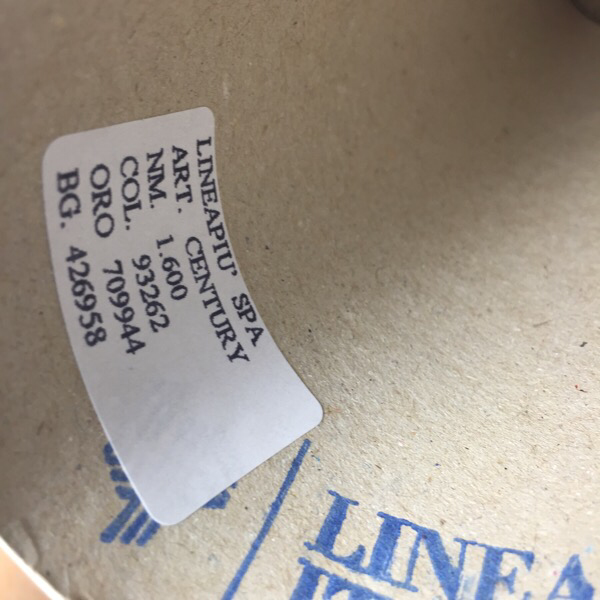 LINEAPIU' SPA
ART. CENTURY
NM. 1.600
COL. 93262
ORO 709944
BG. 426958
LINEA